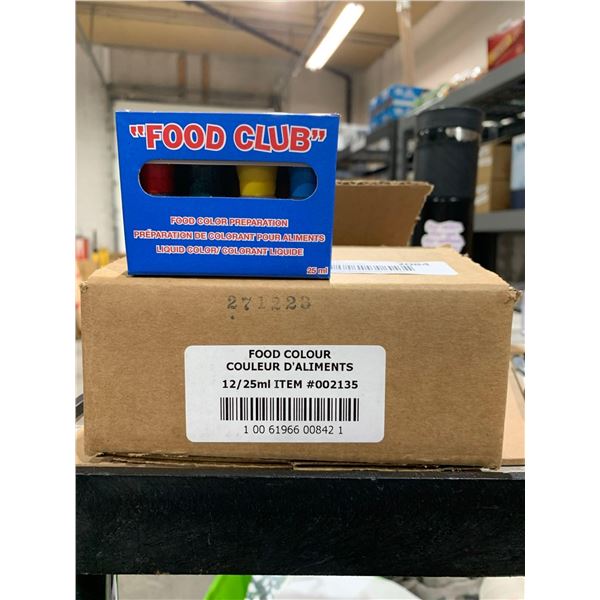 "FOOD CLUB"
FOOD COLOR PREPARATION
PRÉPARATION DE COLORANT POUR ALIMENTS
LIQUID COLOR/ COLORANT LIQUIDE
25 ml
271223
FOOD COLOUR
COULEUR D'ALIMENTS
12/25ml ITEM #002135
1 00 61966 00842 1